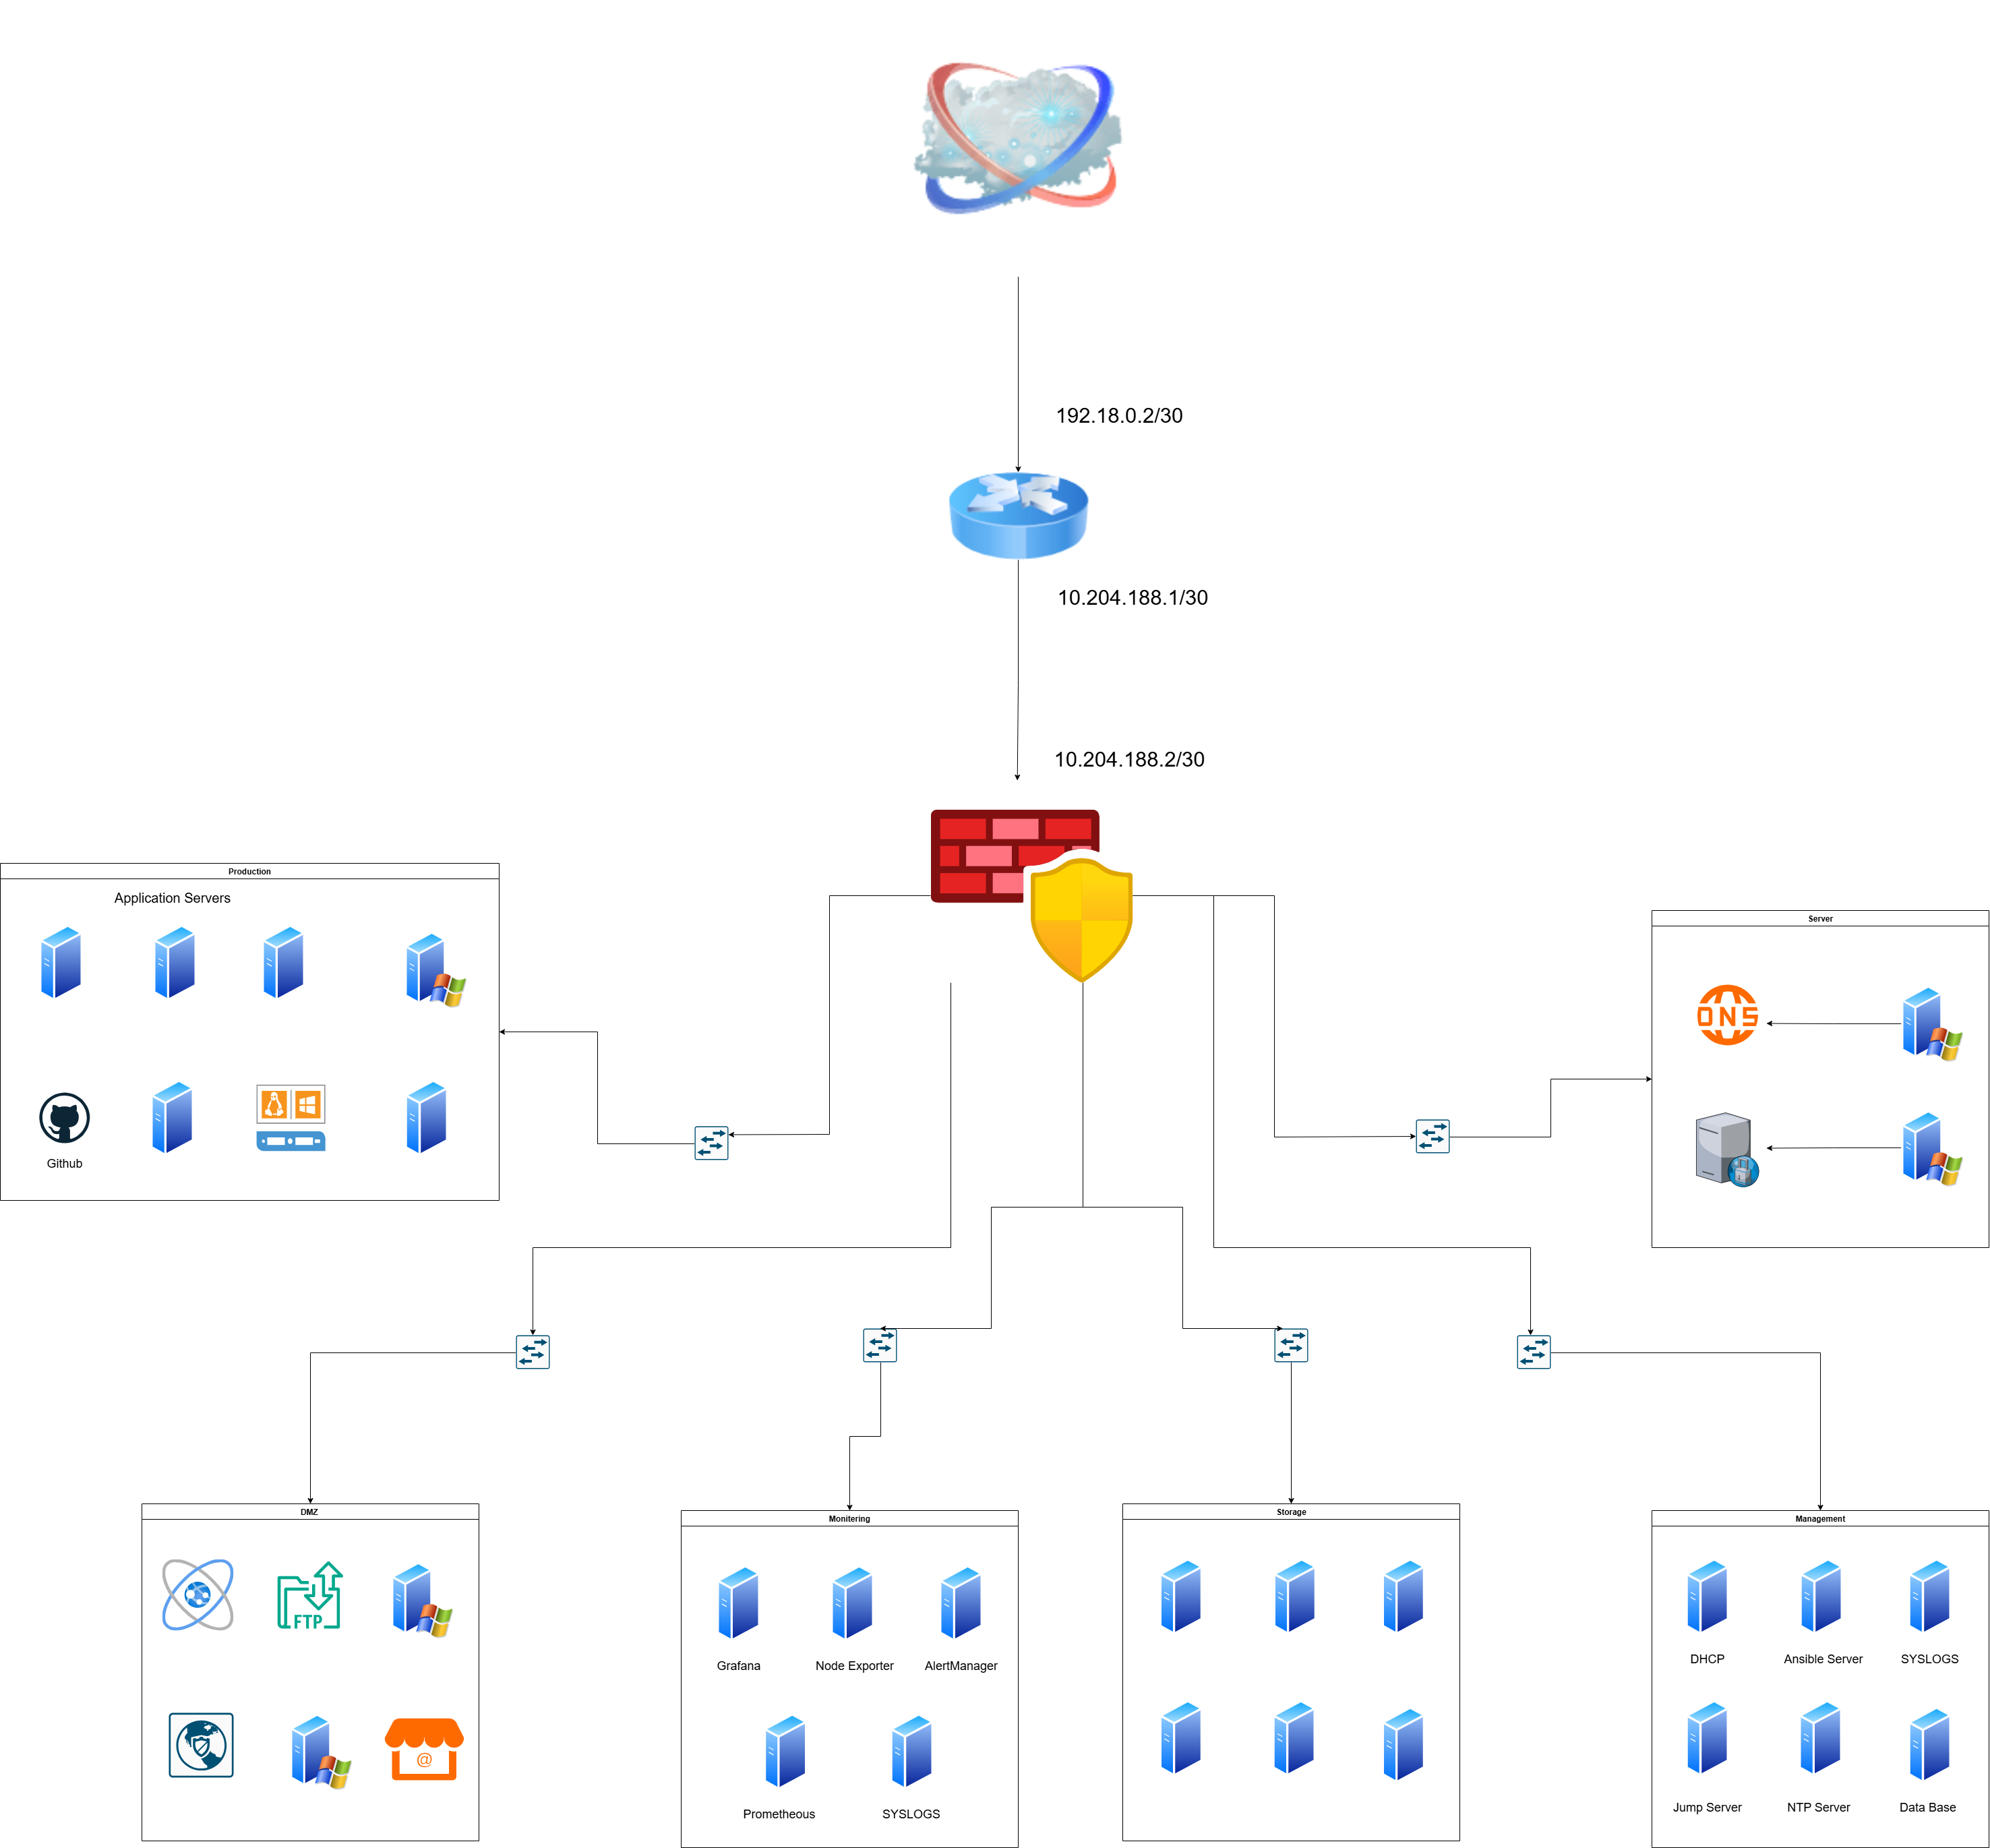 192.18.0.2/30
10.204.188.1/30
10.204.188.2/30
Production
Application Servers
Github
Server
DNS
DMZ
FTP
@
Monitering
Grafana
Node Exporter
AlertManager
Prometheous
SYSLOGS
Storage
Management
DHCP
Ansible Server
SYSLOGS
Jump Server
NTP Server
Data Base